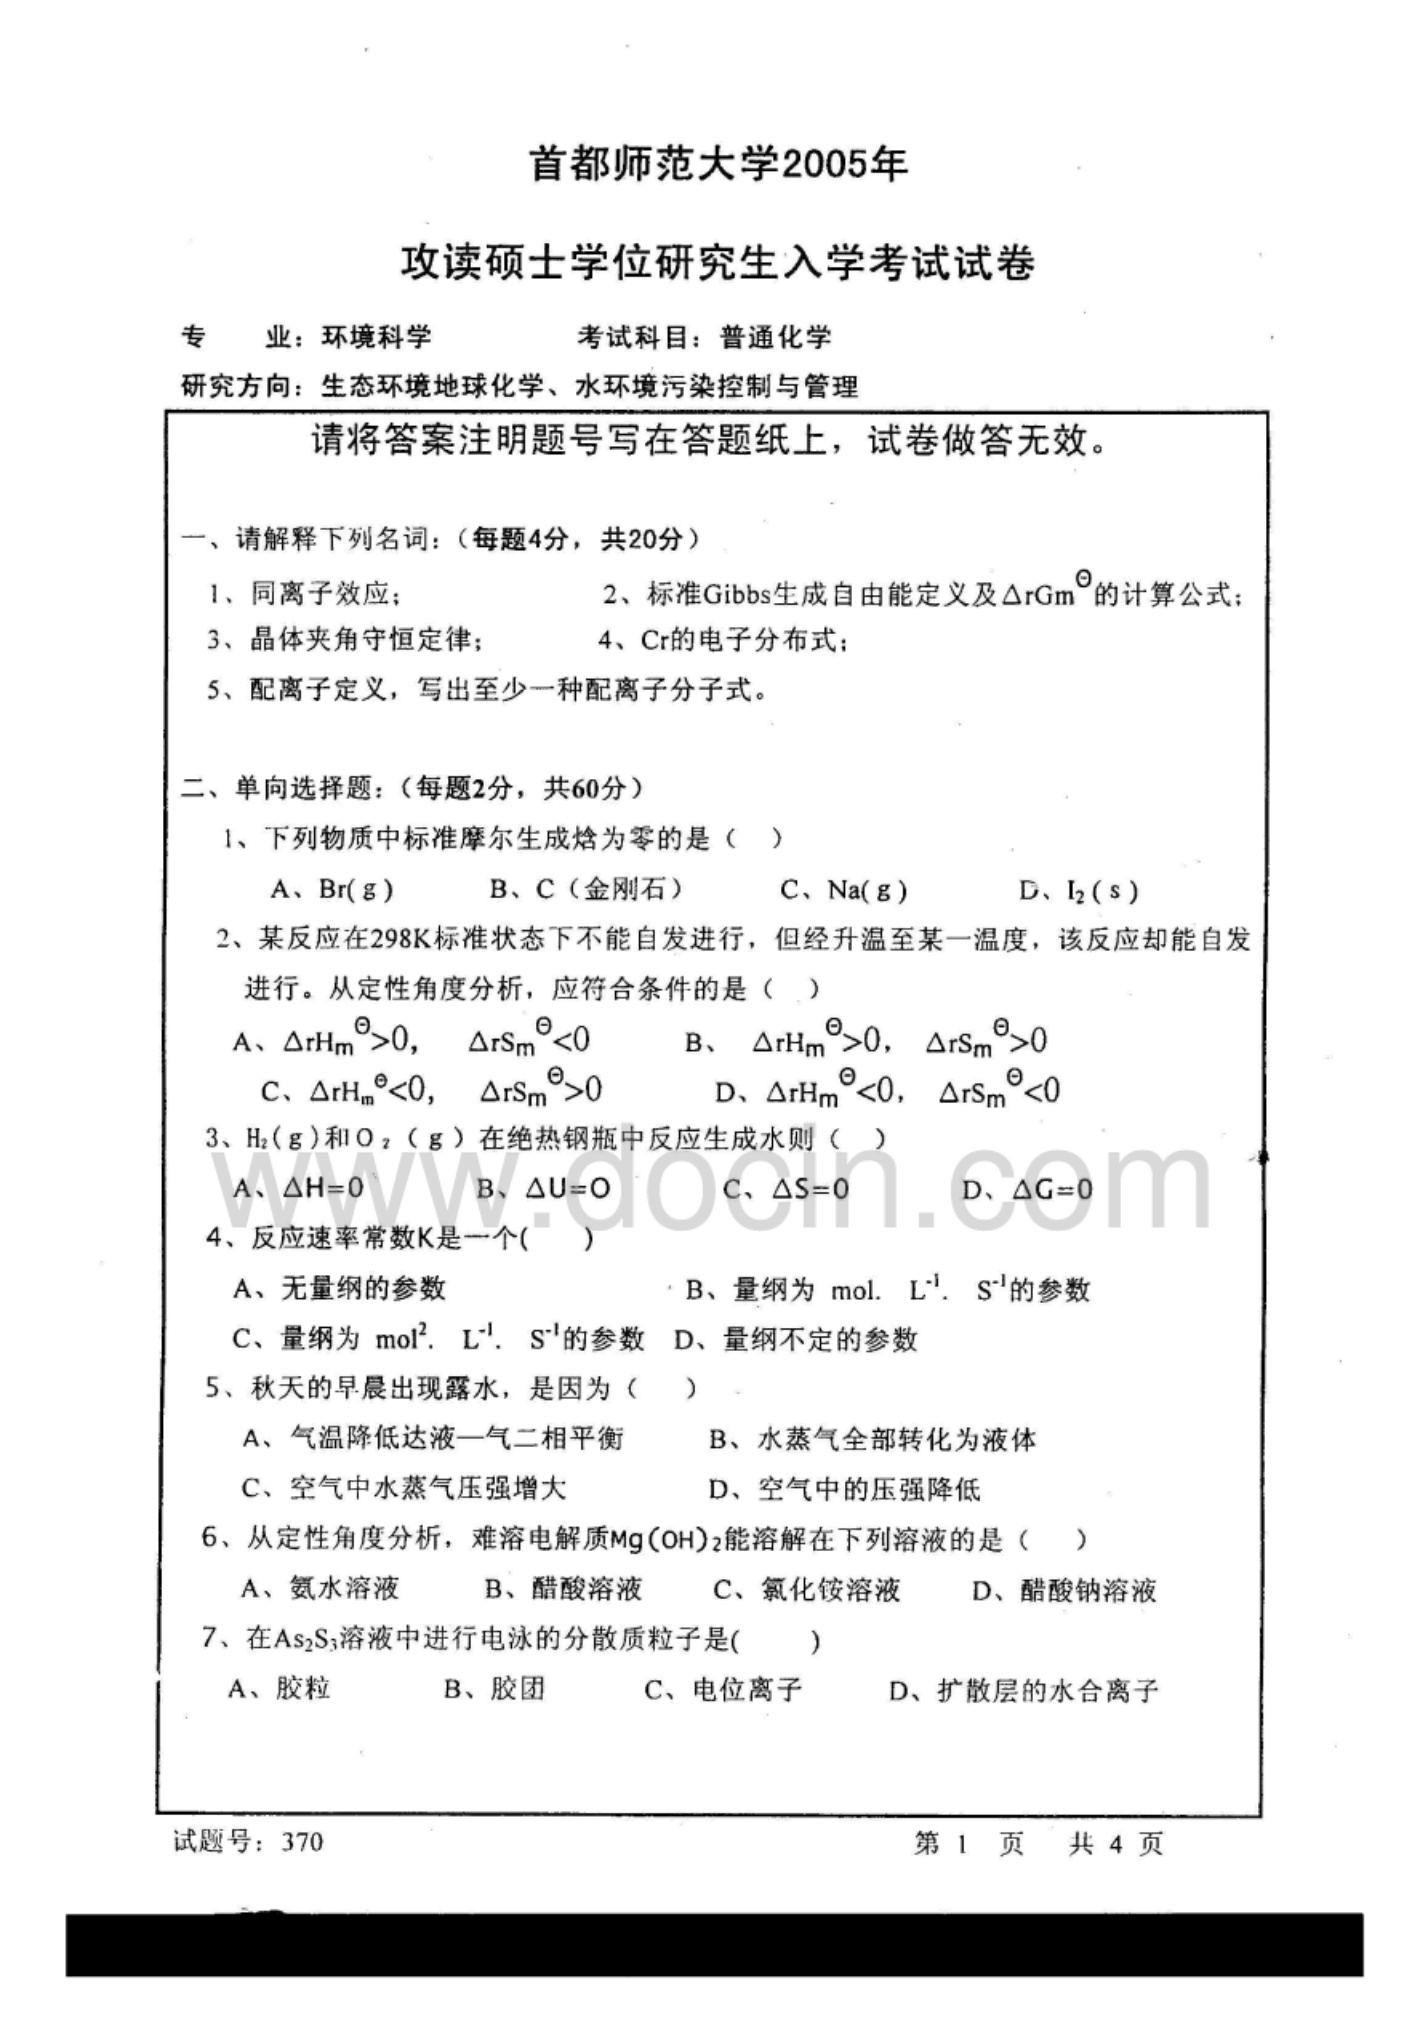 首都师范大学2005年
攻读硕士学位研究生入学考试试卷
专 业：环境科学 考试科目：普通化学
研究方向：生态环境地球化学、水环境污染控制与管理
请将答案注明题号写在答题纸上，试卷做答无效。
一、请解释下列名词：（每题4分，共20分）
1、同离子效应； 2、标准Gibbs生成自由能定义及△rGm^Θ的计算公式；
3、晶体夹角守恒定律； 4、Cr的电子分布式；
5、配离子定义，写出至少一种配离子分子式。
二、单向选择题：（每题2分，共60分）
1、下列物质中标准摩尔生成焓为零的是（ ）
A、Br(g) B、C（金刚石） C、Na(g) D、I₂(s)
2、某反应在298K标准状态下不能自发进行，但经升温至某一温度，该反应却能自发
进行。从定性角度分析，应符合条件的是（ ）
A、△rHm^Θ>0， △rSm^Θ<0 B、 △rHm^Θ>0， △rSm^Θ>0
C、△rHm^Θ<0， △rSm^Θ>0 D、△rHm^Θ<0， △rSm^Θ<0
3、H₂(g)和O₂（g）在绝热钢瓶中反应生成水则（ ）
A、△H=0 B、△U=O C、△S=0 D、△G=0
www.docin.com
4、反应速率常数K是一个( )
A、无量纲的参数 B、量纲为 mol. L⁻¹. S⁻¹的参数
C、量纲为 mol². L⁻¹. S⁻¹的参数 D、量纲不定的参数
5、秋天的早晨出现露水，是因为（ ）
A、气温降低达液—气二相平衡 B、水蒸气全部转化为液体
C、空气中水蒸气压强增大 D、空气中的压强降低
6、从定性角度分析，难溶电解质Mg(OH)₂能溶解在下列溶液的是（ ）
A、氨水溶液 B、醋酸溶液 C、氯化铵溶液 D、醋酸钠溶液
7、在As₂S₃溶液中进行电泳的分散质粒子是( )
A、胶粒 B、胶团 C、电位离子 D、扩散层的水合离子
试题号：370 第 1 页 共 4 页